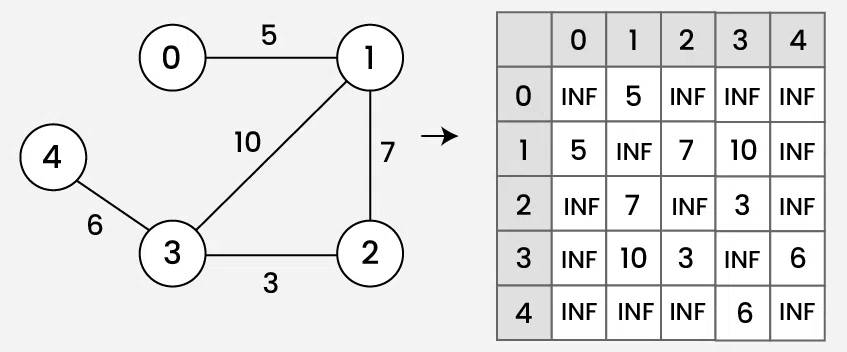 5
0
1
10
7
4
6
3
2
3
0 1 2 3 4
0 INF 5 INF INF INF
1 5 INF 7 10 INF
2 INF 7 INF 3 INF
3 INF 10 3 INF 6
4 INF INF INF 6 INF